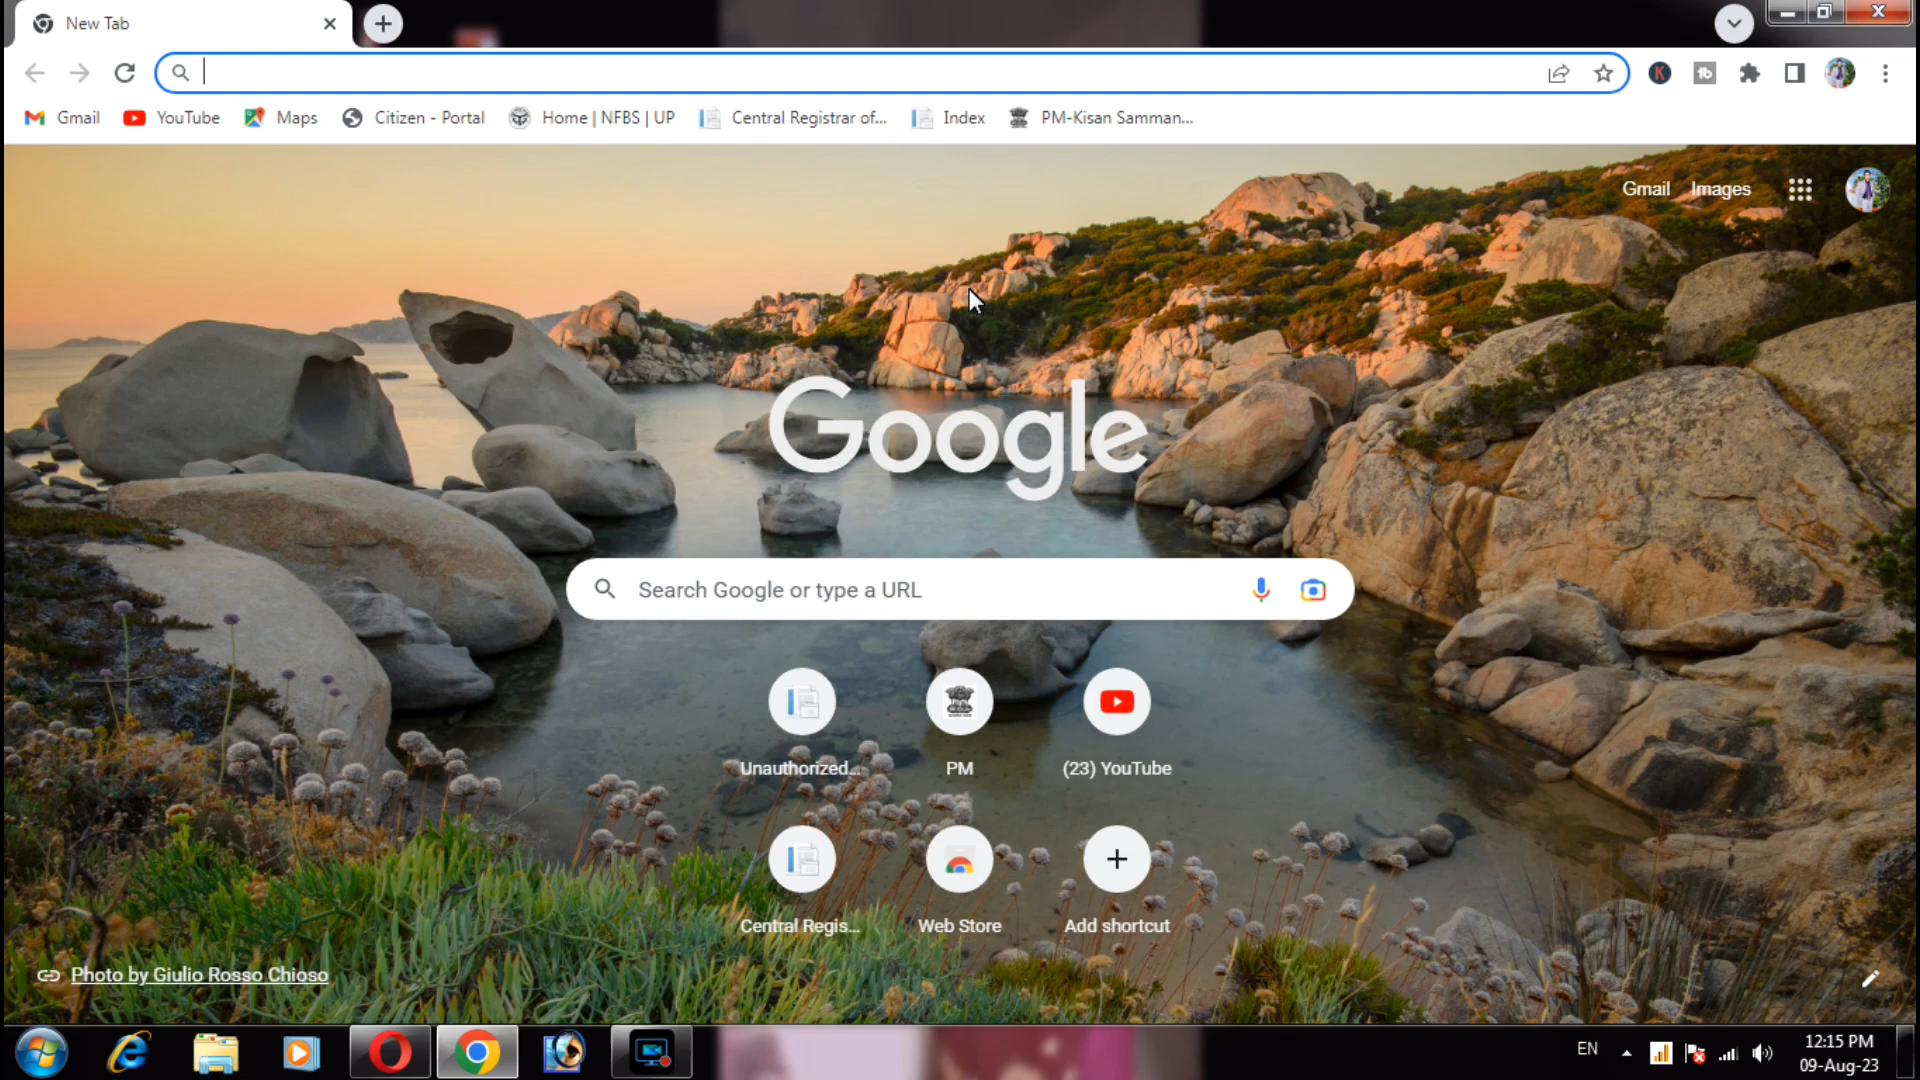 New Tab
Gmail
YouTube
Maps
Citizen - Portal
Home | NFBS | UP
Central Registrar of...
Index
PM-Kisan Samman...
Gmail
Images
Google
Search Google or type a URL
Unauthorized...
PM
(23) YouTube
Central Regis...
Web Store
Add shortcut
Photo by Giulio Rosso Chioso
EN
12:15 PM
09-Aug-23